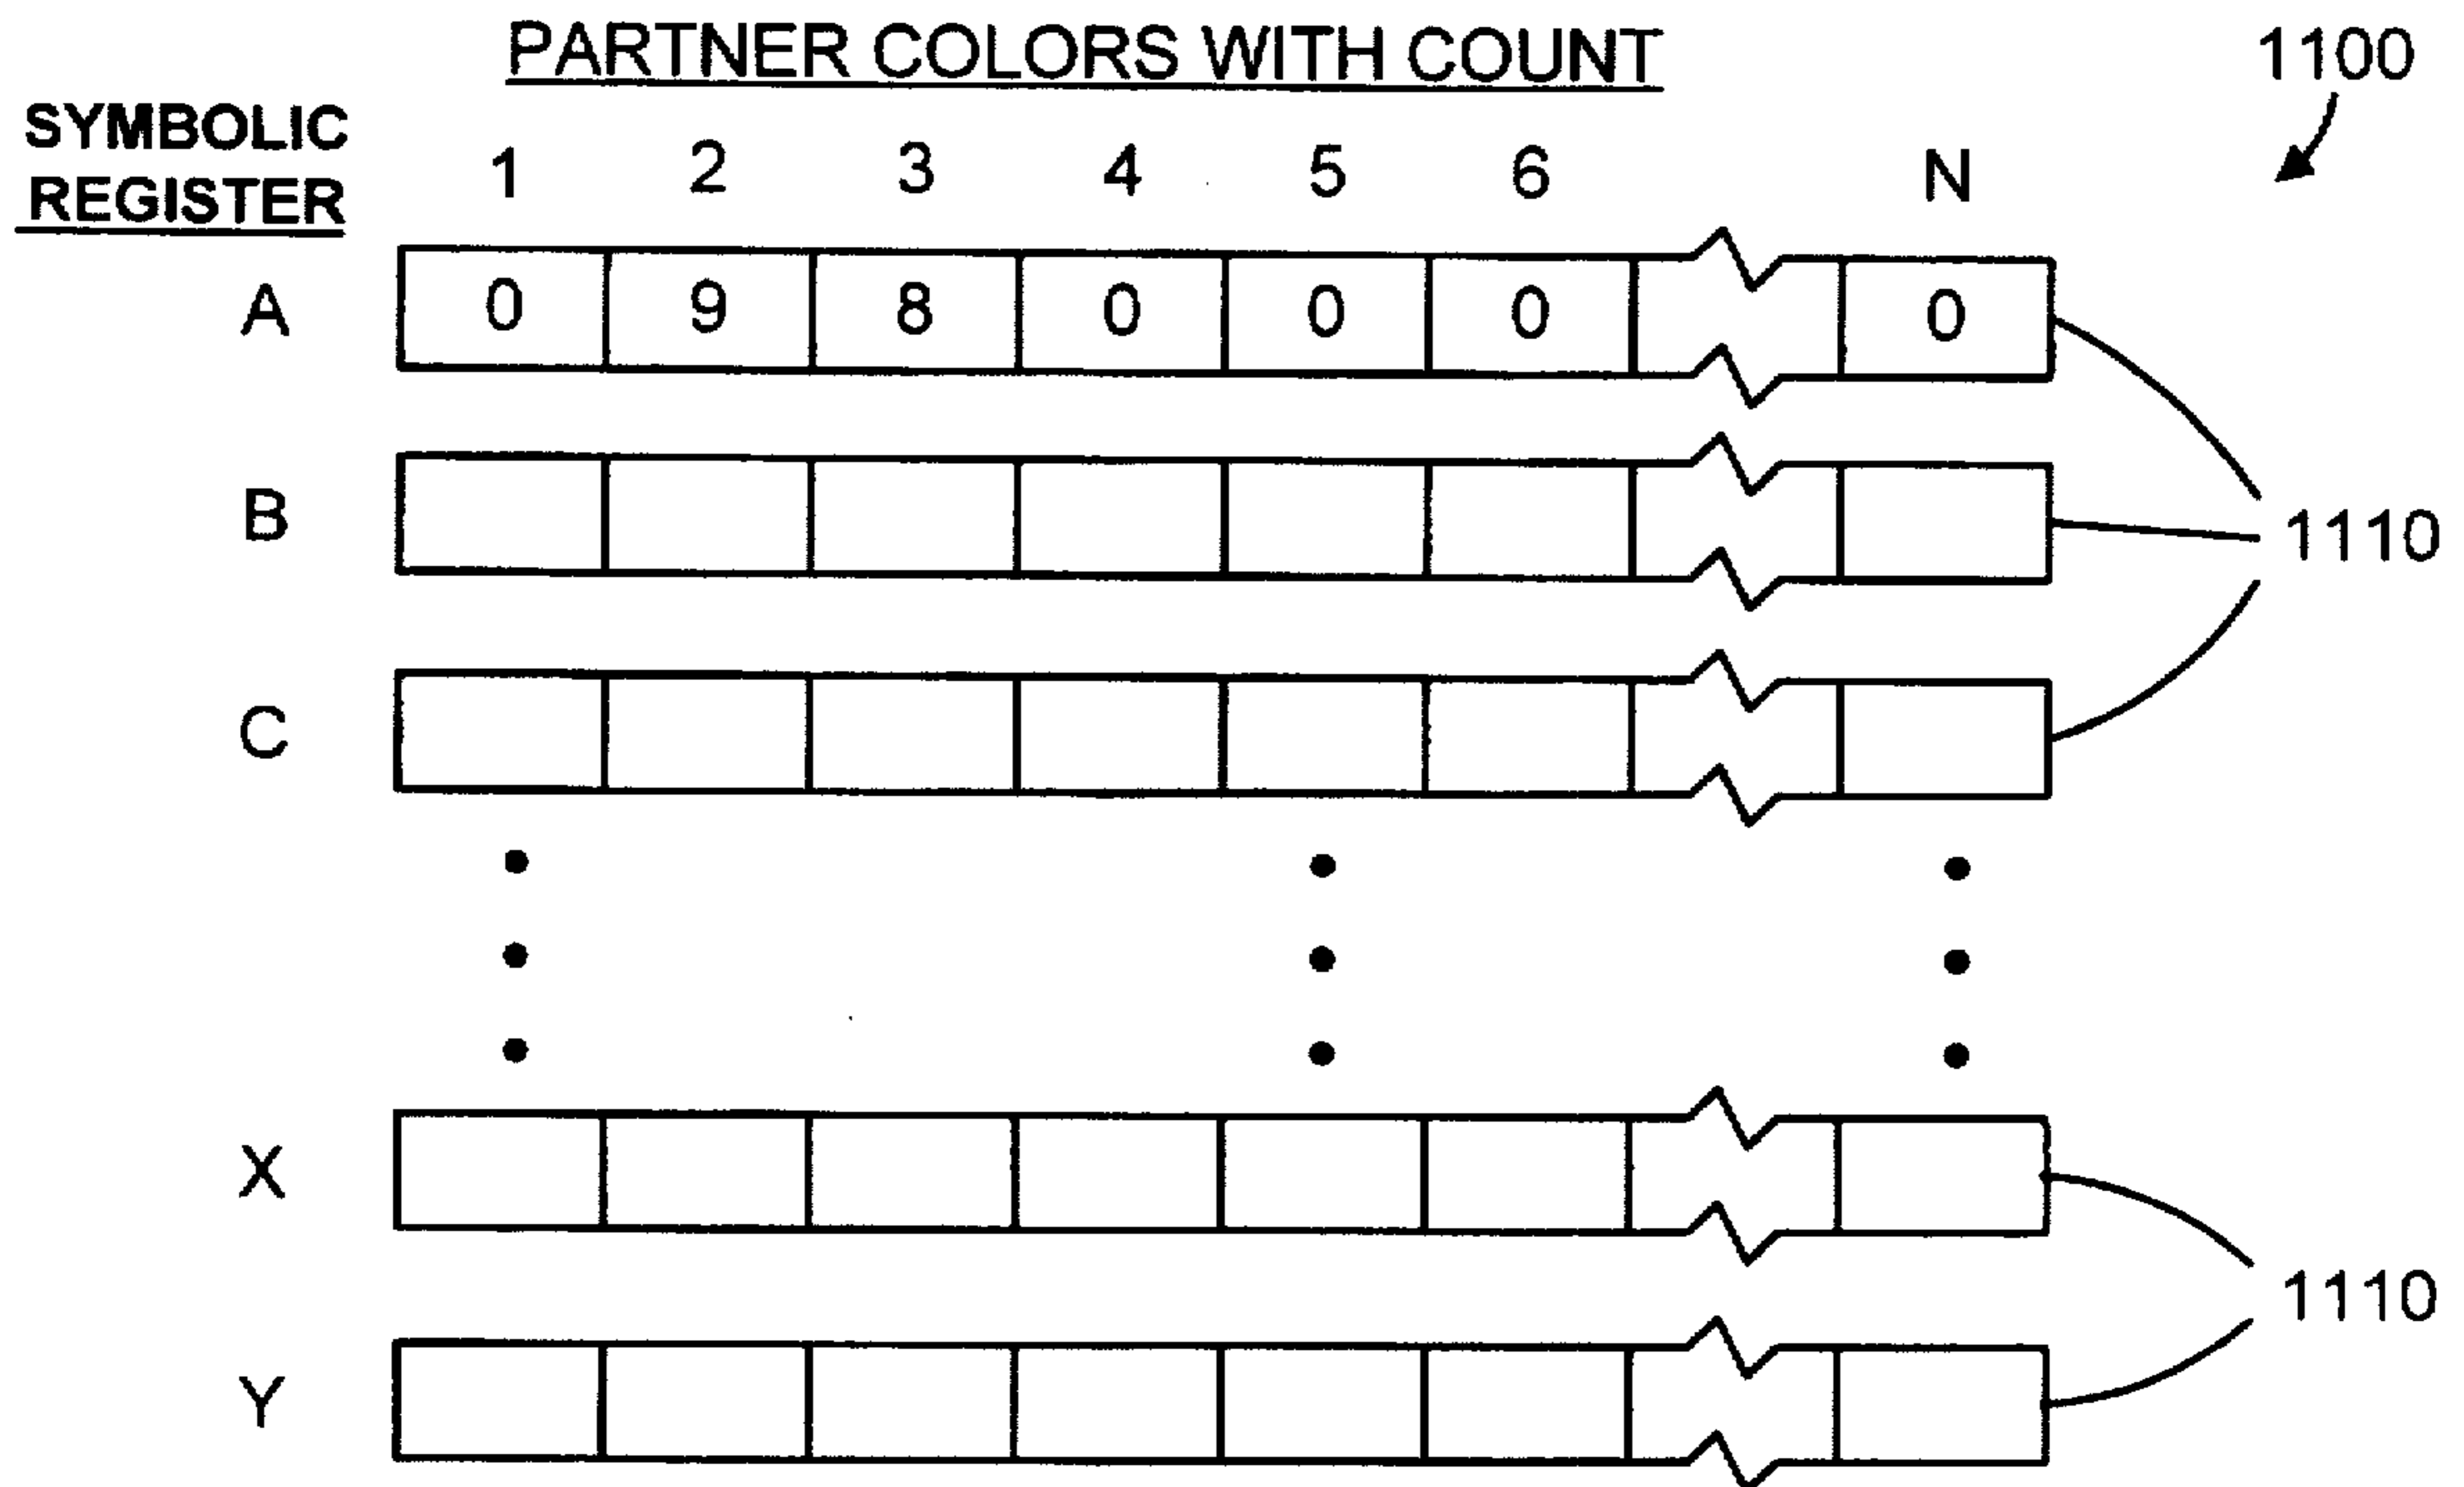 PARTNER COLORS WITH COUNT
1100
SYMBOLIC
REGISTER
1 2 3 4 5 6 N
A 0 9 8 0 0 0 0
B
1110
C
X
1110
Y